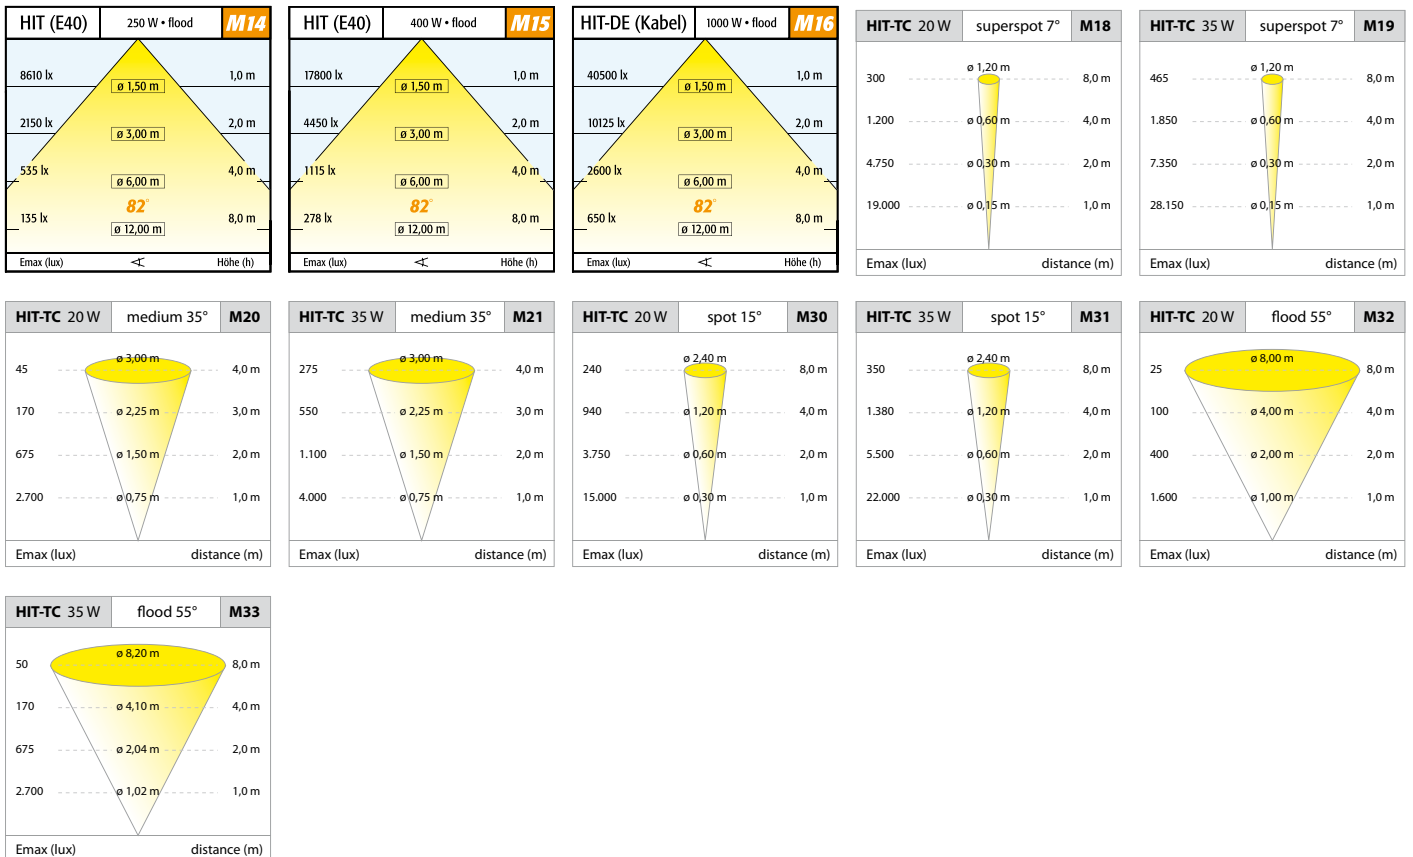 HIT (E40) 250 W • flood M14
8610 lx 1,0 m
ø 1,50 m
2150 lx 2,0 m
ø 3,00 m
535 lx 4,0 m
ø 6,00 m
82°
135 lx 8,0 m
ø 12,00 m
Emax (lux) Höhe (h)
HIT (E40) 400 W • flood M15
17800 lx 1,0 m
ø 1,50 m
4450 lx 2,0 m
ø 3,00 m
1115 lx 4,0 m
ø 6,00 m
82°
278 lx 8,0 m
ø 12,00 m
Emax (lux) Höhe (h)
HIT-DE (Kabel) 1000 W • flood M16
40500 lx 1,0 m
ø 1,50 m
10125 lx 2,0 m
ø 3,00 m
2600 lx 4,0 m
ø 6,00 m
82°
650 lx 8,0 m
ø 12,00 m
Emax (lux) Höhe (h)
HIT-TC 20 W superspot 7° M18
ø 1,20 m
300 8,0 m
1.200 ø 0,60 m 4,0 m
4.750 ø 0,30 m 2,0 m
19.000 ø 0,15 m 1,0 m
Emax (lux) distance (m)
HIT-TC 35 W superspot 7° M19
ø 1,20 m
465 8,0 m
1.850 ø 0,60 m 4,0 m
7.350 ø 0,30 m 2,0 m
28.150 ø 0,15 m 1,0 m
Emax (lux) distance (m)
HIT-TC 20 W medium 35° M20
ø 3,00 m
45 4,0 m
170 ø 2,25 m 3,0 m
675 ø 1,50 m 2,0 m
2.700 ø 0,75 m 1,0 m
Emax (lux) distance (m)
HIT-TC 35 W medium 35° M21
ø 3,00 m
275 4,0 m
550 ø 2,25 m 3,0 m
1.100 ø 1,50 m 2,0 m
4.000 ø 0,75 m 1,0 m
Emax (lux) distance (m)
HIT-TC 20 W spot 15° M30
ø 2,40 m
240 8,0 m
940 ø 1,20 m 4,0 m
3.750 ø 0,60 m 2,0 m
15.000 ø 0,30 m 1,0 m
Emax (lux) distance (m)
HIT-TC 35 W spot 15° M31
ø 2,40 m
350 8,0 m
1.380 ø 1,20 m 4,0 m
5.500 ø 0,60 m 2,0 m
22.000 ø 0,30 m 1,0 m
Emax (lux) distance (m)
HIT-TC 20 W flood 55° M32
ø 8,00 m
25 8,0 m
100 ø 4,00 m 4,0 m
400 ø 2,00 m 2,0 m
1.600 ø 1,00 m 1,0 m
Emax (lux) distance (m)
HIT-TC 35 W flood 55° M33
ø 8,20 m
50 8,0 m
170 ø 4,10 m 4,0 m
675 ø 2,04 m 2,0 m
2.700 ø 1,02 m 1,0 m
Emax (lux) distance (m)